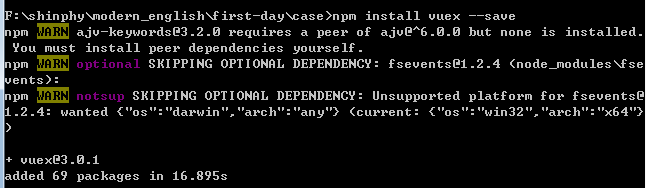 F:\shinphy\modern_english\first-day\case>npm install vuex --save
npm WARN ajv-keywords@3.2.0 requires a peer of ajv@^6.0.0 but none is installed.
 You must install peer dependencies yourself.
npm WARN optional SKIPPING OPTIONAL DEPENDENCY: fsevents@1.2.4 (node_modules\fse
vents):
npm WARN notsup SKIPPING OPTIONAL DEPENDENCY: Unsupported platform for fsevents@
1.2.4: wanted {"os":"darwin","arch":"any"} (current: {"os":"win32","arch":"x64"}
)
+ vuex@3.0.1
added 69 packages in 16.895s